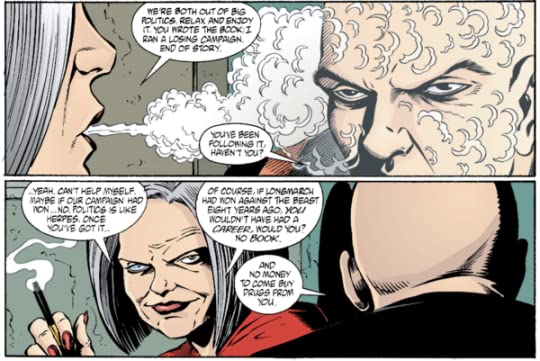 WE'RE BOTH OUT OF BIG
POLITICS. RELAX AND ENJOY
IT. YOU WROTE THE BOOK; I
RAN A LOSING CAMPAIGN.
END OF STORY.
YOU'VE BEEN
FOLLOWING IT,
HAVEN'T YOU?
...YEAH. CAN'T HELP MYSELF.
MAYBE IF OUR CAMPAIGN HAD
WON... NO. POLITICS IS LIKE
HERPES. ONCE
YOU'VE GOT IT...
OF COURSE, IF LONGMARCH
HAD WON AGAINST THE BEAST
EIGHT YEARS AGO, YOU
WOULDN'T HAVE HAD A
CAREER, WOULD YOU?
NO BOOK.
AND
NO MONEY
TO COME BUY
DRUGS FROM
YOU.